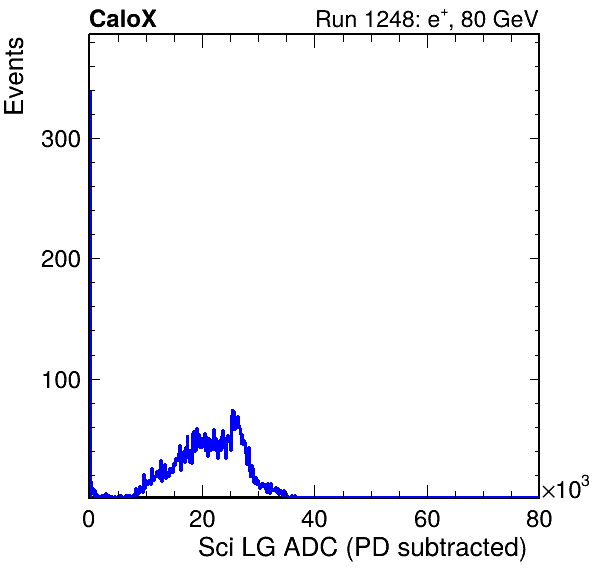 CaloX Run 1248: e⁺, 80 GeV
Events
300
200
100
0 20 40 60 80
×10³
Sci LG ADC (PD subtracted)